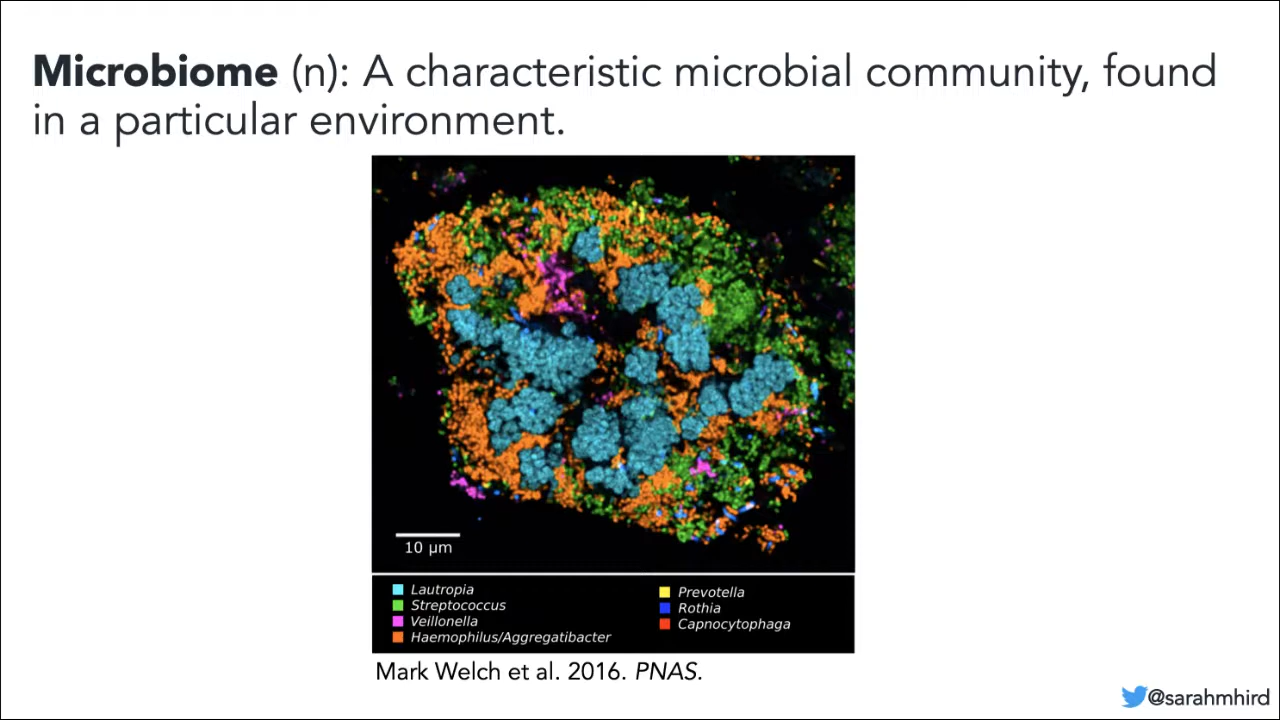 Microbiome (n): A characteristic microbial community, found
in a particular environment.
10 µm
Lautropia
Streptococcus
Veillonella
Haemophilus/Aggregatibacter
Prevotella
Rothia
Capnocytophaga
Mark Welch et al. 2016. PNAS.
@sarahmhird